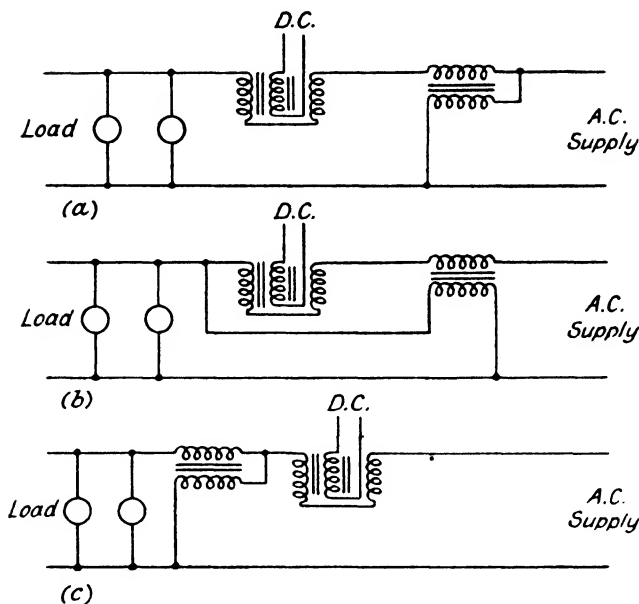 D.C.
Load
A.C.
Supply
(a)
D.C.
Load
A.C.
Supply
(b)
D.C.
Load
A.C.
Supply
(c)